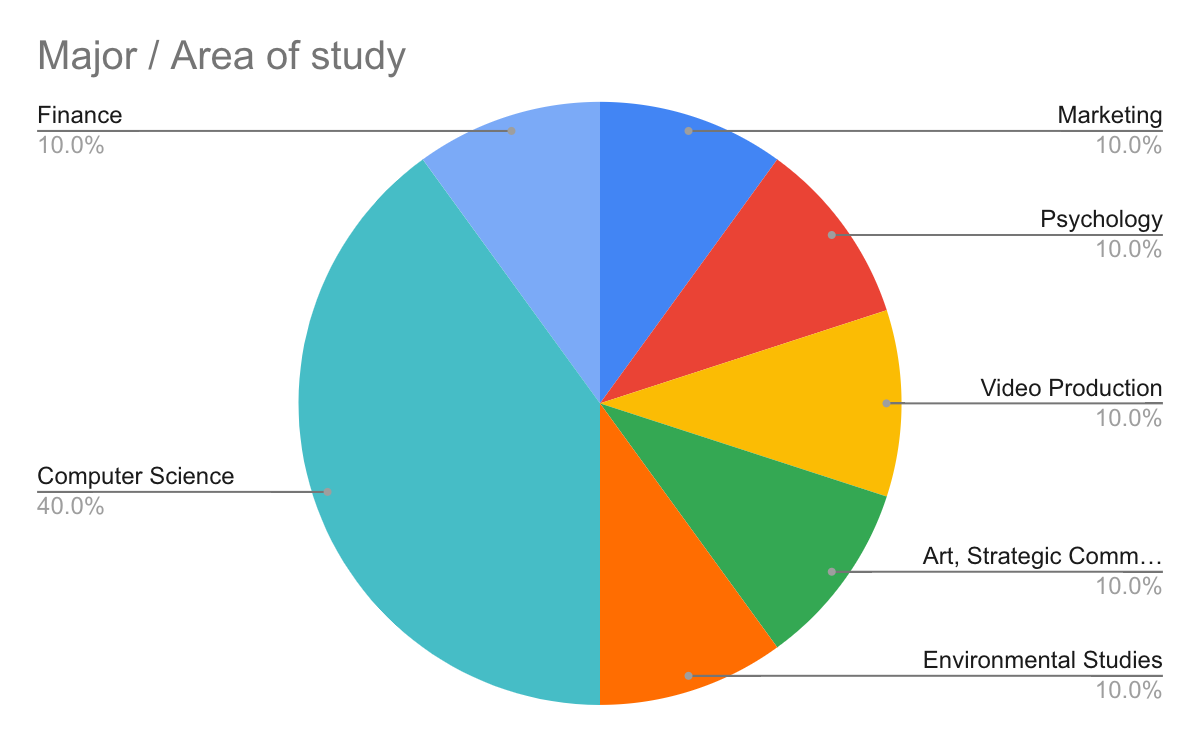 Major / Area of study
Finance
10.0%
Computer Science
40.0%
Marketing
10.0%
Psychology
10.0%
Video Production
10.0%
Art, Strategic Comm…
10.0%
Environmental Studies
10.0%